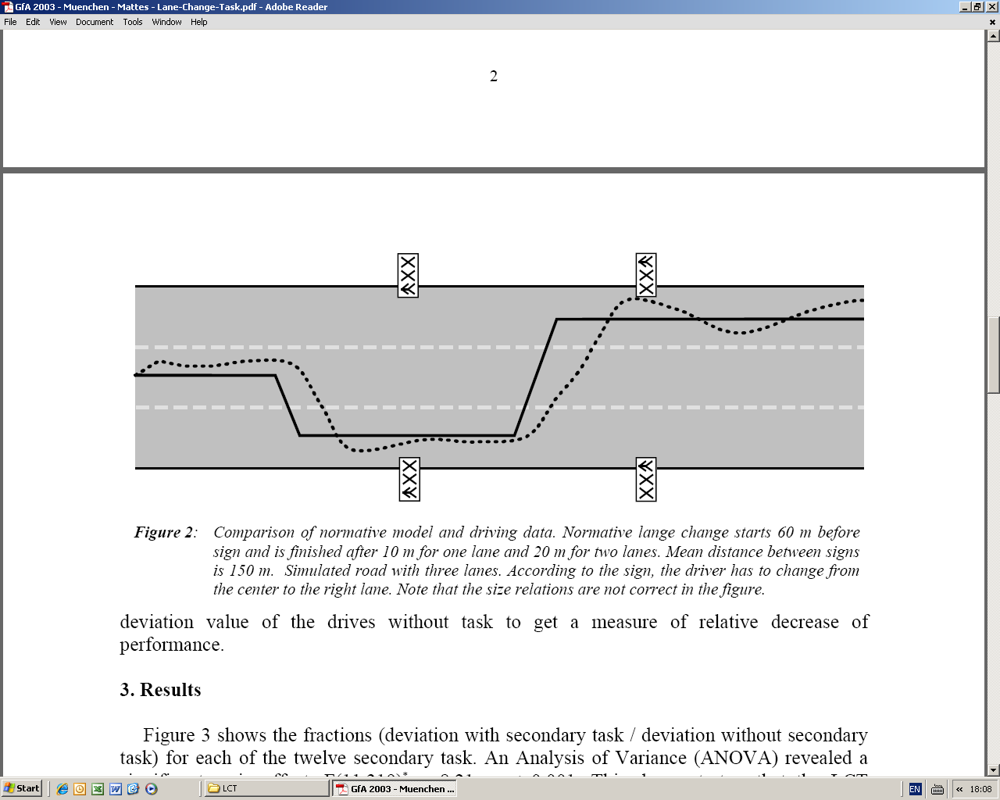 GfA 2003 - Muenchen - Mattes - Lane-Change-Task.pdf - Adobe Reader
File Edit View Document Tools Window Help
2
Figure 2: Comparison of normative model and driving data. Normative lange change starts 60 m before
sign and is finished after 10 m for one lane and 20 m for two lanes. Mean distance between signs
is 150 m. Simulated road with three lanes. According to the sign, the driver has to change from
the center to the right lane. Note that the size relations are not correct in the figure.
deviation value of the drives without task to get a measure of relative decrease of
performance.
3. Results
Figure 3 shows the fractions (deviation with secondary task / deviation without secondary
task) for each of the twelve secondary task. An Analysis of Variance (ANOVA) revealed a
Start LCT GfA 2003 - Muenchen ... EN « 18:08